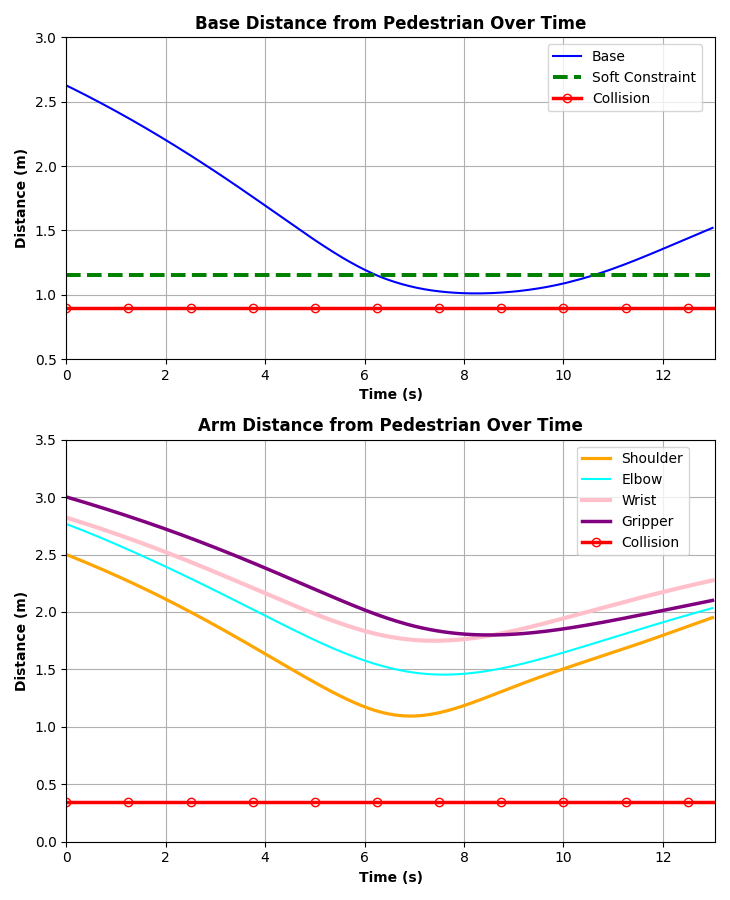 Base Distance from Pedestrian Over Time
Distance (m)
3.0
2.5
2.0
1.5
1.0
0.5
Base
Soft Constraint
Collision
0 2 4 6 8 10 12
Time (s)
Arm Distance from Pedestrian Over Time
Distance (m)
3.5
3.0
2.5
2.0
1.5
1.0
0.5
0.0
Shoulder
Elbow
Wrist
Gripper
Collision
0 2 4 6 8 10 12
Time (s)